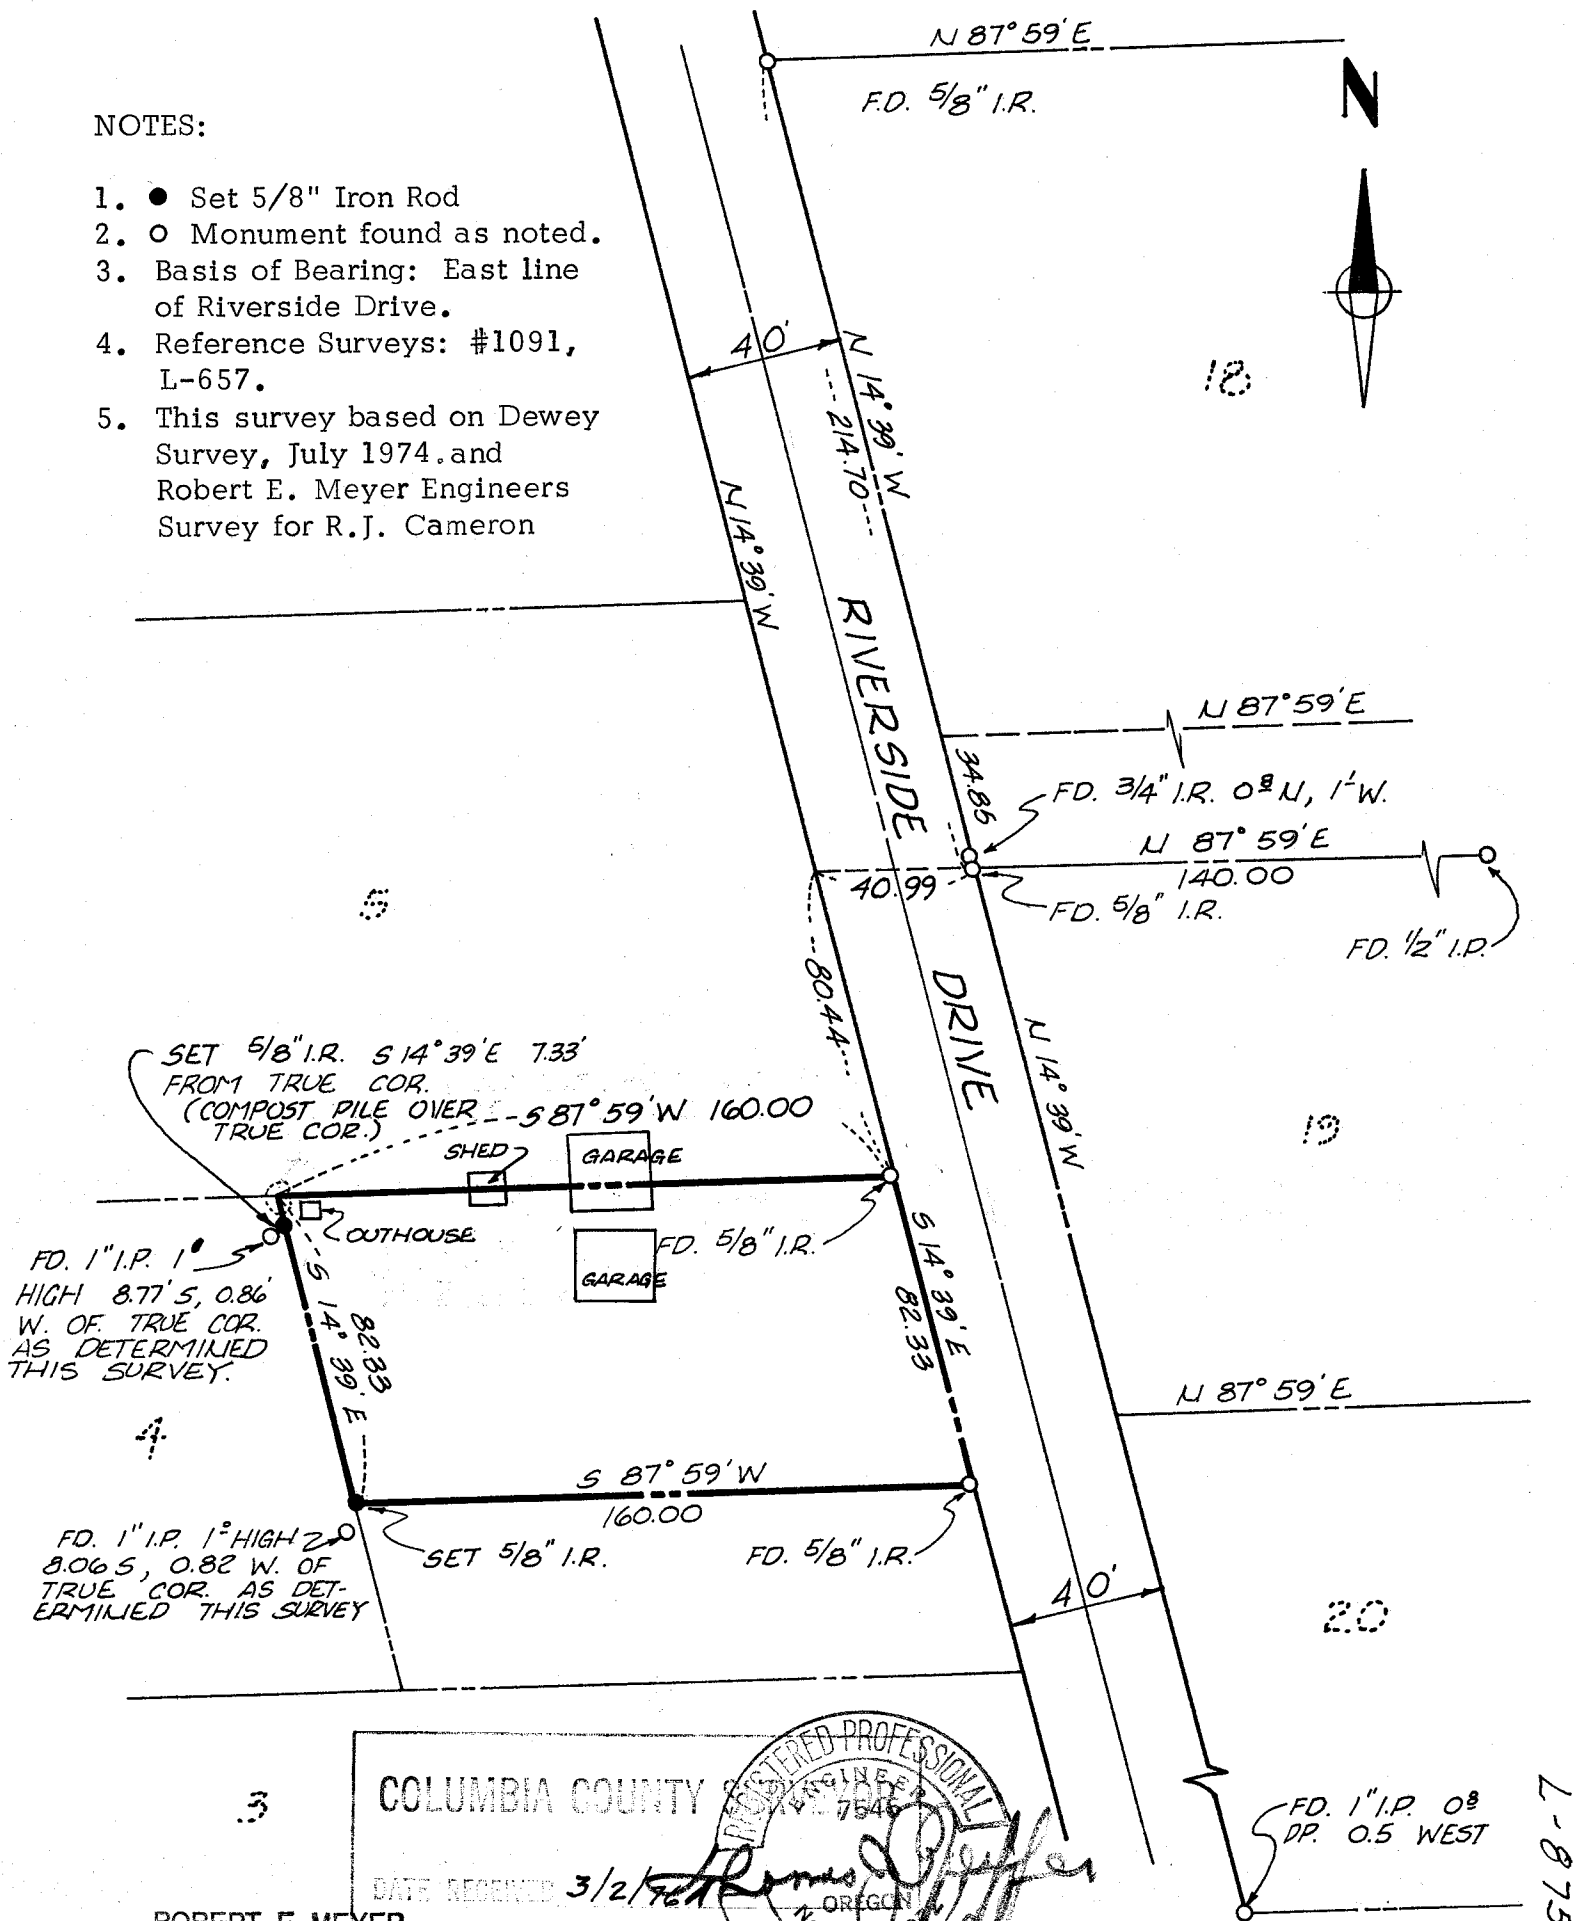 N 87° 59' E
F.D. 5/8" I.R.
N
NOTES:
1. ● Set 5/8" Iron Rod
2. O Monument found as noted.
3. Basis of Bearing: East line
of Riverside Drive.
4. Reference Surveys: #1091,
L-657.
5. This survey based on Dewey
Survey, July 1974.and
Robert E. Meyer Engineers
Survey for R.J. Cameron
40'
N 14° 39' W
214.70
18
N 14° 39' W
RIVERSIDE
DRIVE
N 87° 59' E
34.85
FD. 3/4" I.R. 0⁸ N, 1' W.
N 87° 59' E
140.00
40.99
FD. 5/8" I.R.
FD. 1/2" I.P.
5
80.44
N 14° 39' W
19
SET 5/8" I.R. S 14° 39' E 7.33'
FROM TRUE COR.
(COMPOST PILE OVER
TRUE COR.)
S 87° 59' W 160.00
SHED
GARAGE
OUTHOUSE
FD. 5/8" I.R.
GARAGE
FD. 1" I.P. 1'
HIGH 8.77' S, 0.86'
W. OF TRUE COR.
AS DETERMINED
THIS SURVEY.
S 14° 39' E
82.33
S 14° 39' E
82.33
N 87° 59' E
4
S 87° 59' W
160.00
FD. 1" I.P. 1° HIGH
8.06 S, 0.82 W. OF
TRUE COR. AS DET-
ERMINED THIS SURVEY
SET 5/8" I.R.
FD. 5/8" I.R.
40'
20
3
COLUMBIA COUNTY SURVEYOR
DATE RECEIVED 3/2/76
REGISTERED PROFESSIONAL
ENGINEER
7546
OREGON
FD. 1" I.P. 0⁸
DP. 0.5 WEST
L-875
ROBERT E MEYER